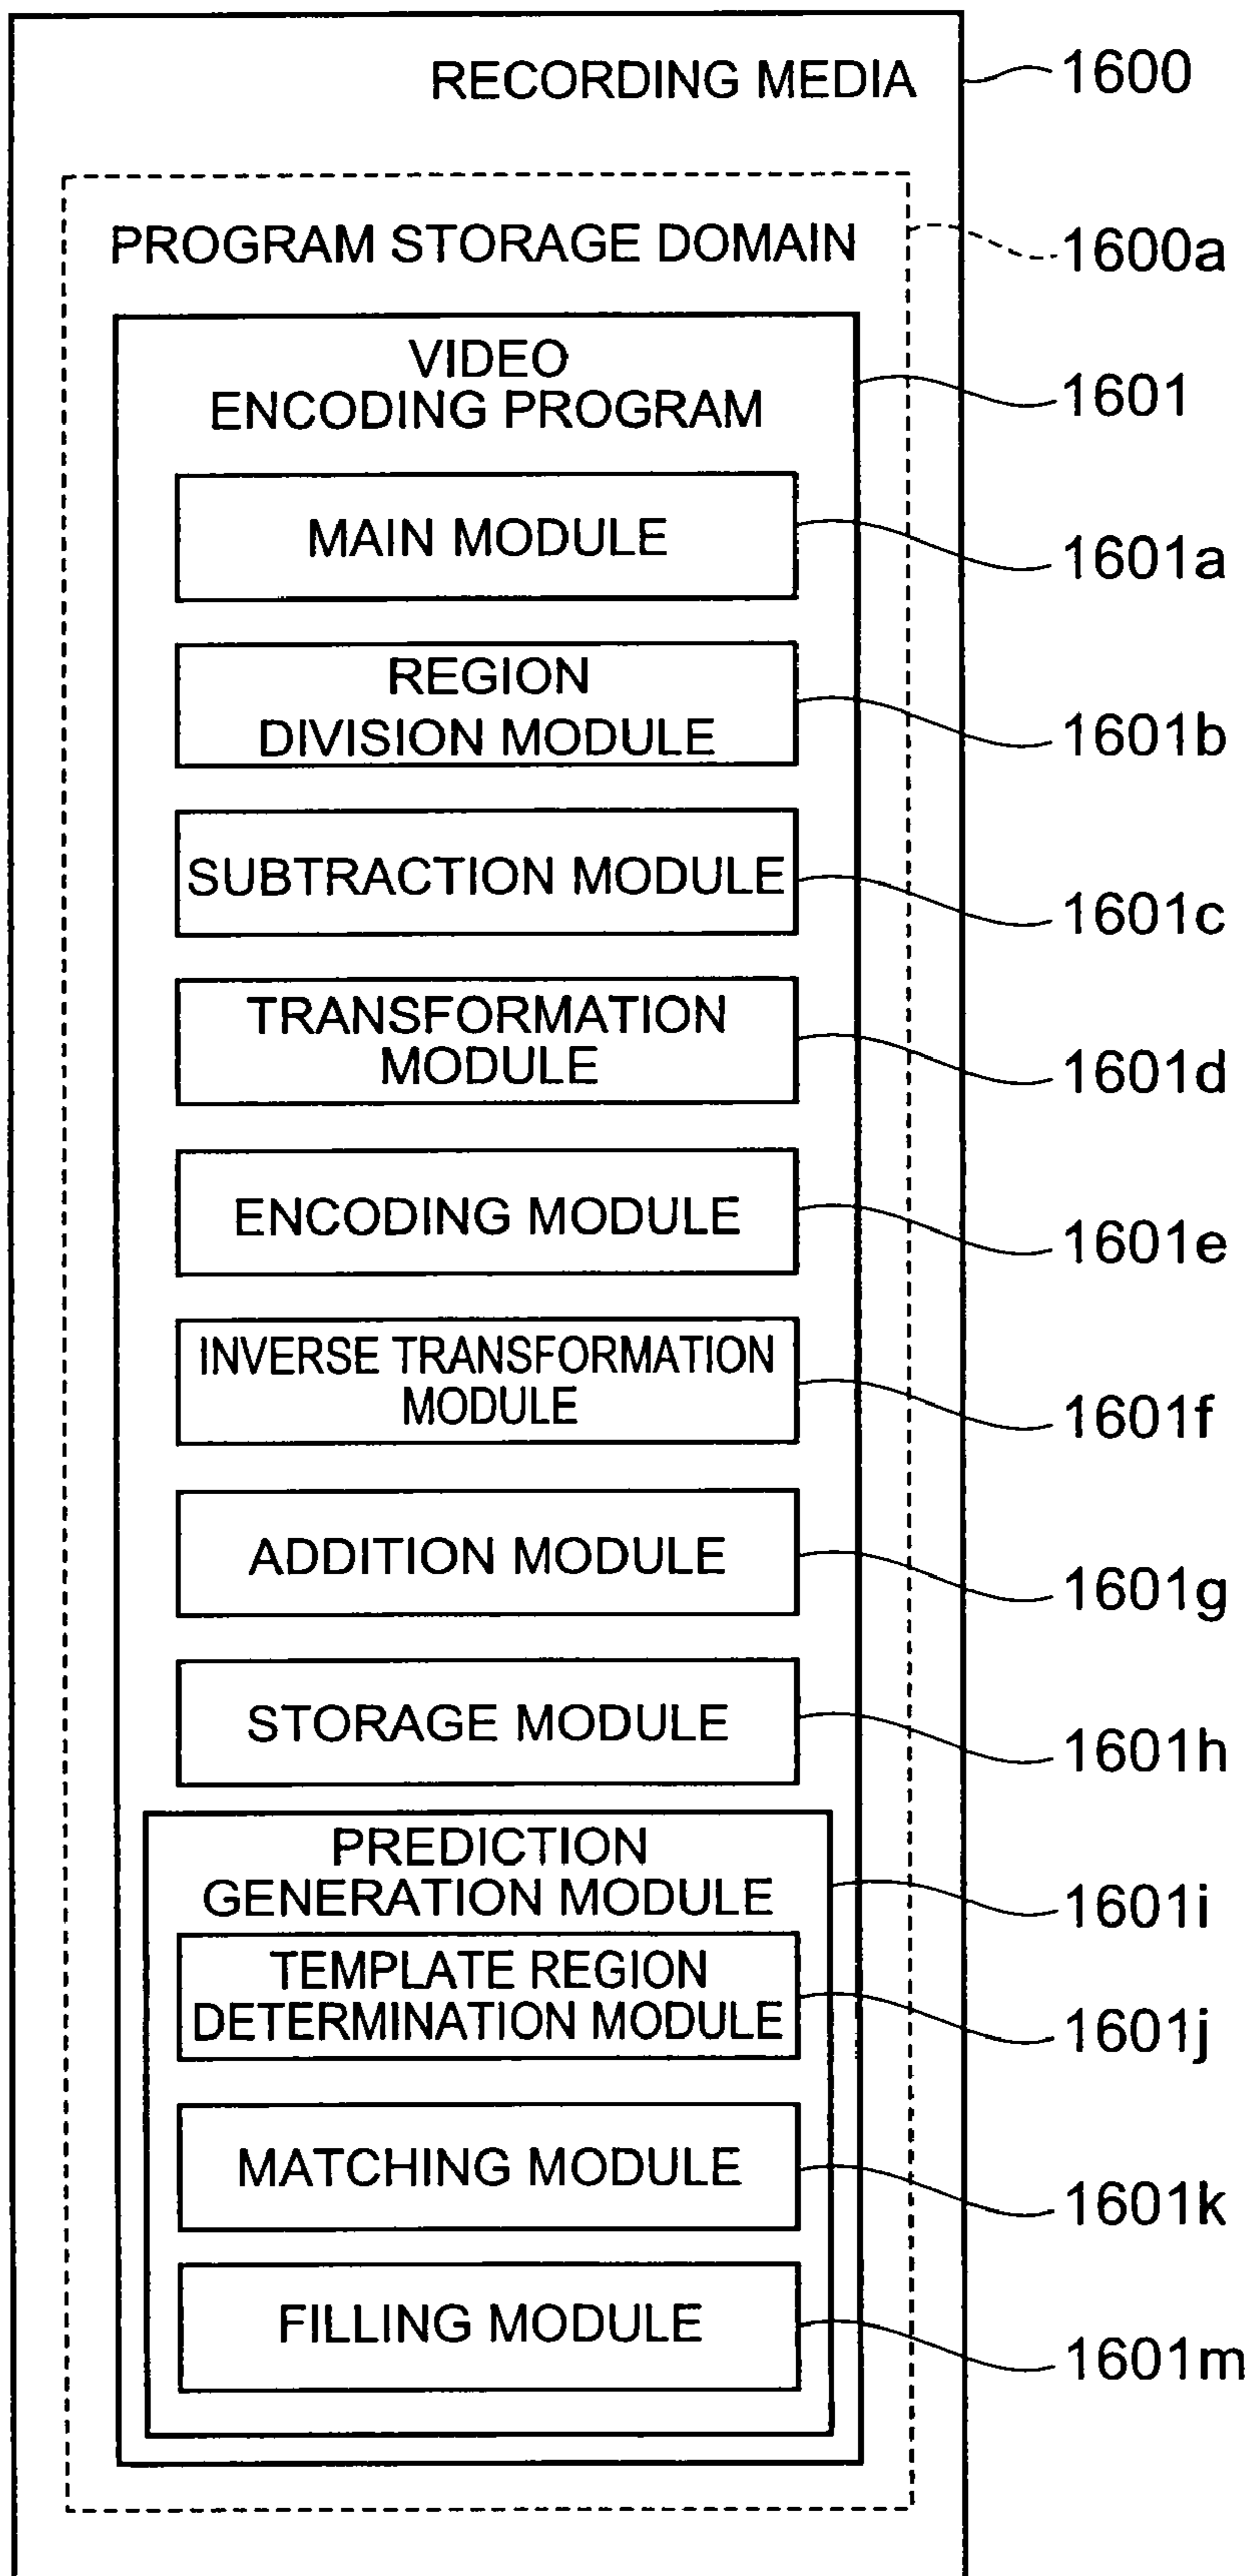 RECORDING MEDIA
1600
PROGRAM STORAGE DOMAIN
1600a
VIDEO
ENCODING PROGRAM
1601
MAIN MODULE
1601a
REGION
DIVISION MODULE
1601b
SUBTRACTION MODULE
1601c
TRANSFORMATION
MODULE
1601d
ENCODING MODULE
1601e
INVERSE TRANSFORMATION
MODULE
1601f
ADDITION MODULE
1601g
STORAGE MODULE
1601h
PREDICTION
GENERATION MODULE
1601i
TEMPLATE REGION
DETERMINATION MODULE
1601j
MATCHING MODULE
1601k
FILLING MODULE
1601m